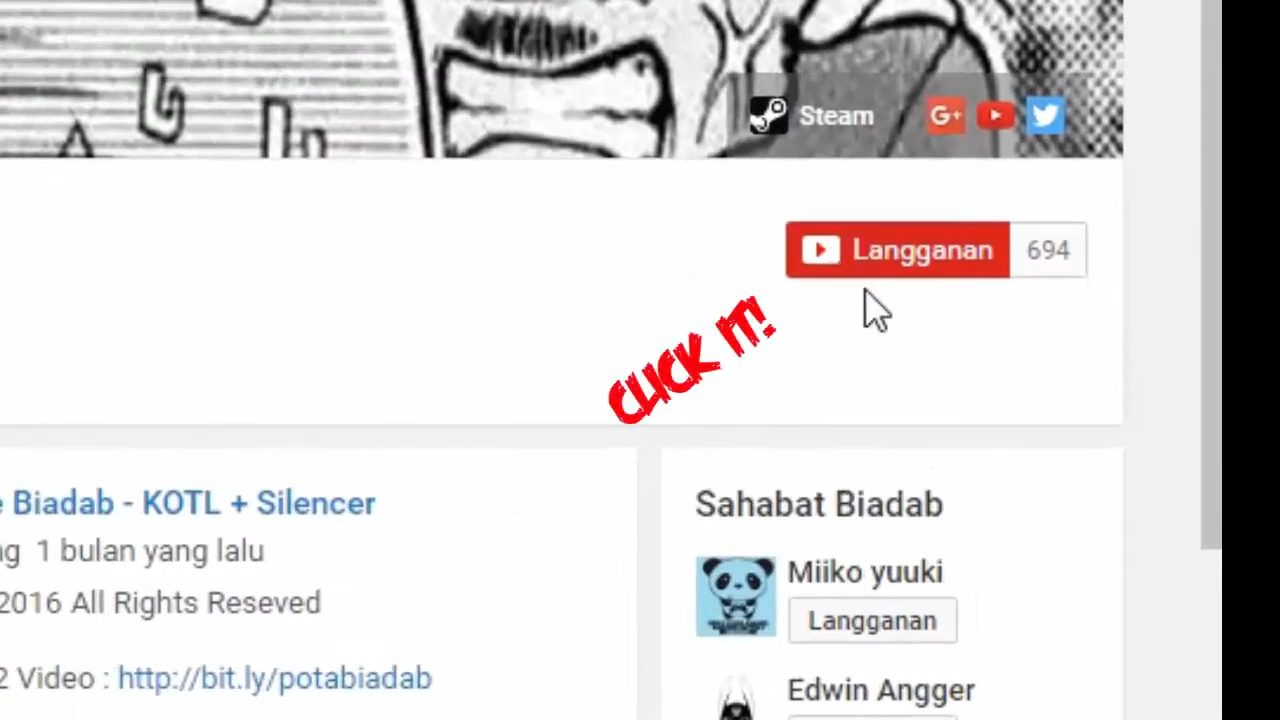 Steam
G+
Langganan 694
CLICK IT!
Biadab - KOTL + Silencer
1 bulan yang lalu
2016 All Rights Reseved
2 Video : http://bit.ly/potabiadab
Sahabat Biadab
Miiko yuuki
Langganan
Edwin Angger